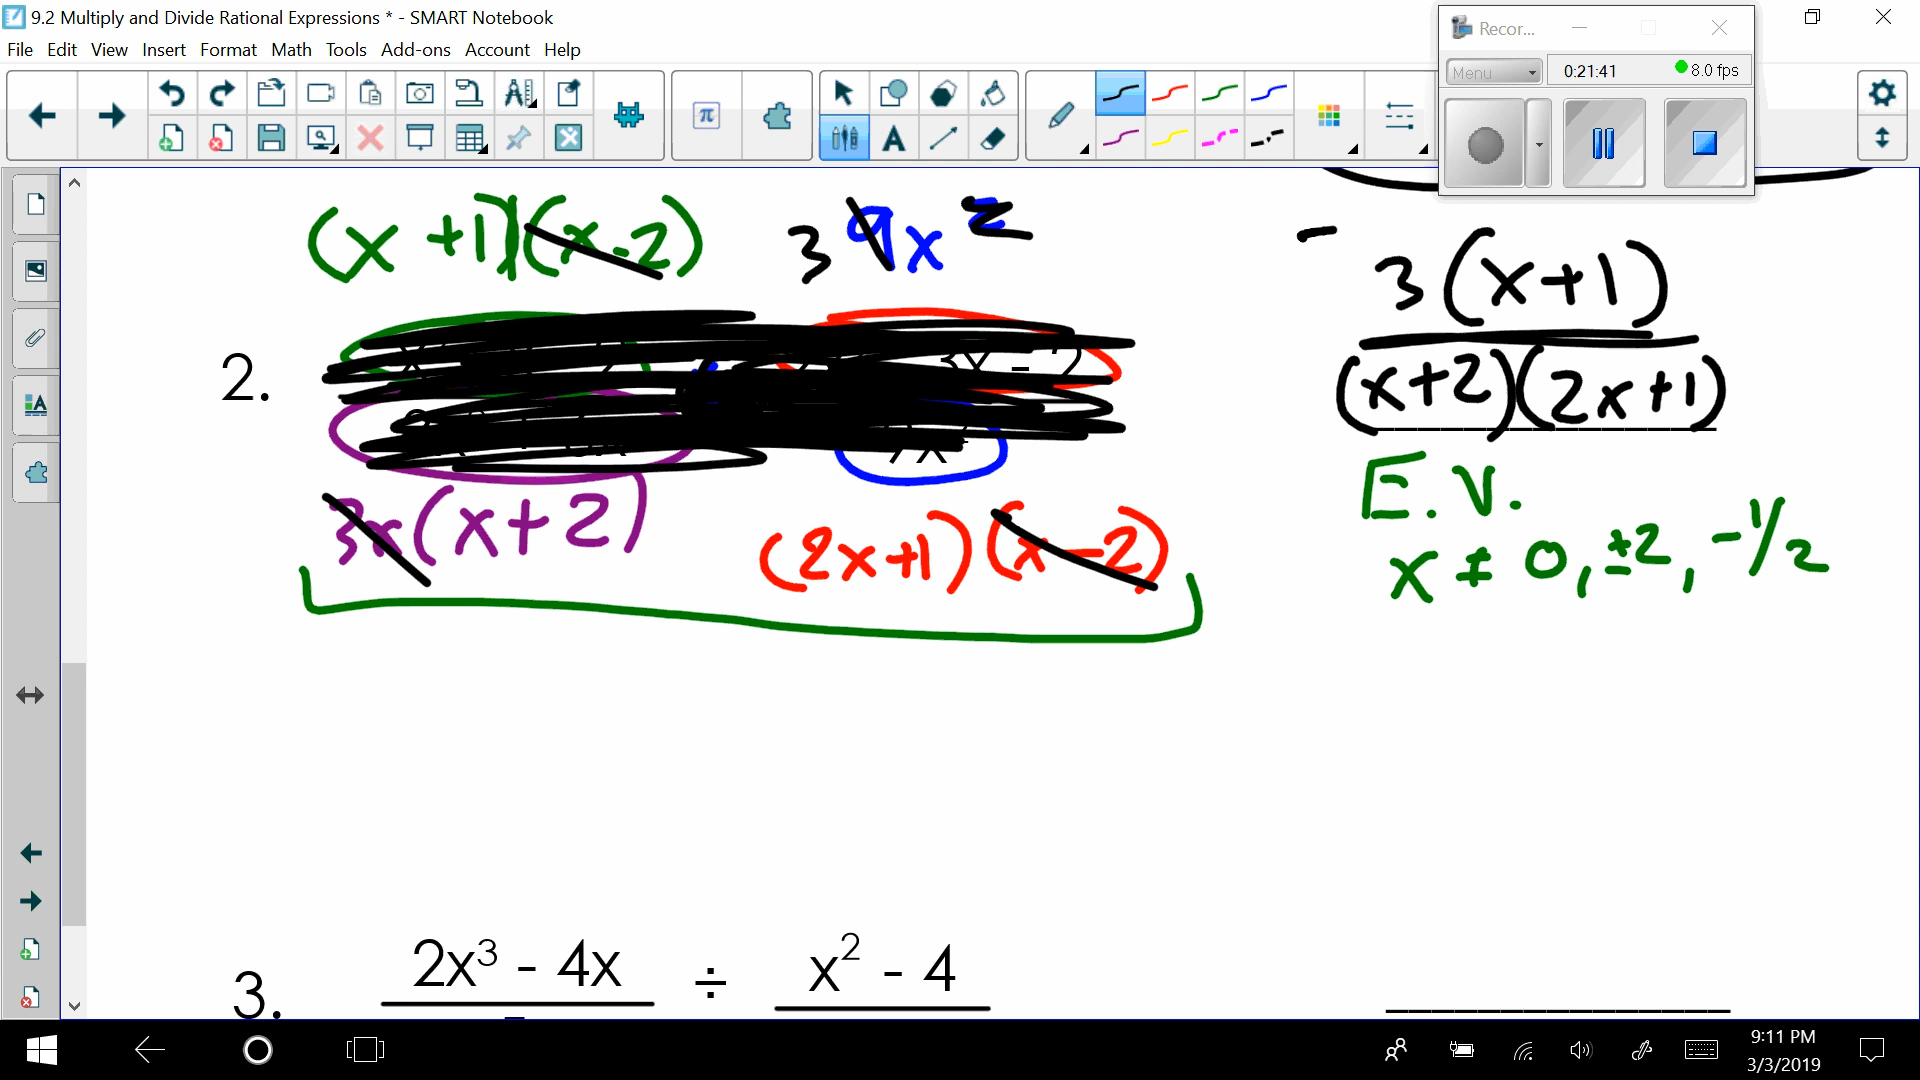 9.2 Multiply and Divide Rational Expressions * - SMART Notebook
File Edit View Insert Format Math Tools Add-ons Account Help
Recor...
Menu 0:21:41 8.0 fps
(x+1)(x-2) 3 9x²
2. 3x - 2
3x(x+2) (2x+1)(x-2)
- 3(x+1)
(x+2)(2x+1)
E.V.
x ≠ 0, ±2, -1/2
3. 2x³ - 4x ÷ x² - 4
9:11 PM
3/3/2019